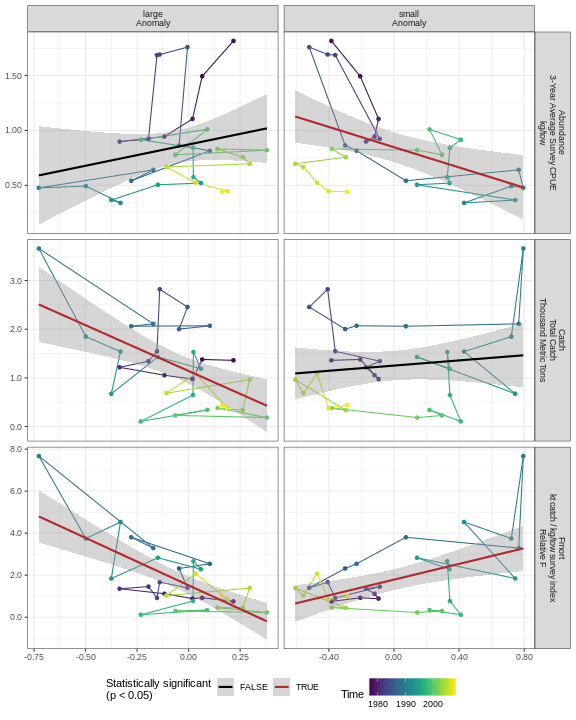 large
Anomaly
small
Anomaly
1.50
1.00
0.50
Abundance
3-Year Average Survey CPUE
kg/tow
3.0
2.0
1.0
0.0
Catch
Total Catch
Thousand Metric Tons
8.0
6.0
4.0
2.0
0.0
Fmort
kt catch / kg/tow survey index
Relative F
-0.75
-0.50
-0.25
0.00
0.25
-0.40
0.00
0.40
0.80
Statistically significant
(p < 0.05)
FALSE
TRUE
Time
1980
1990
2000